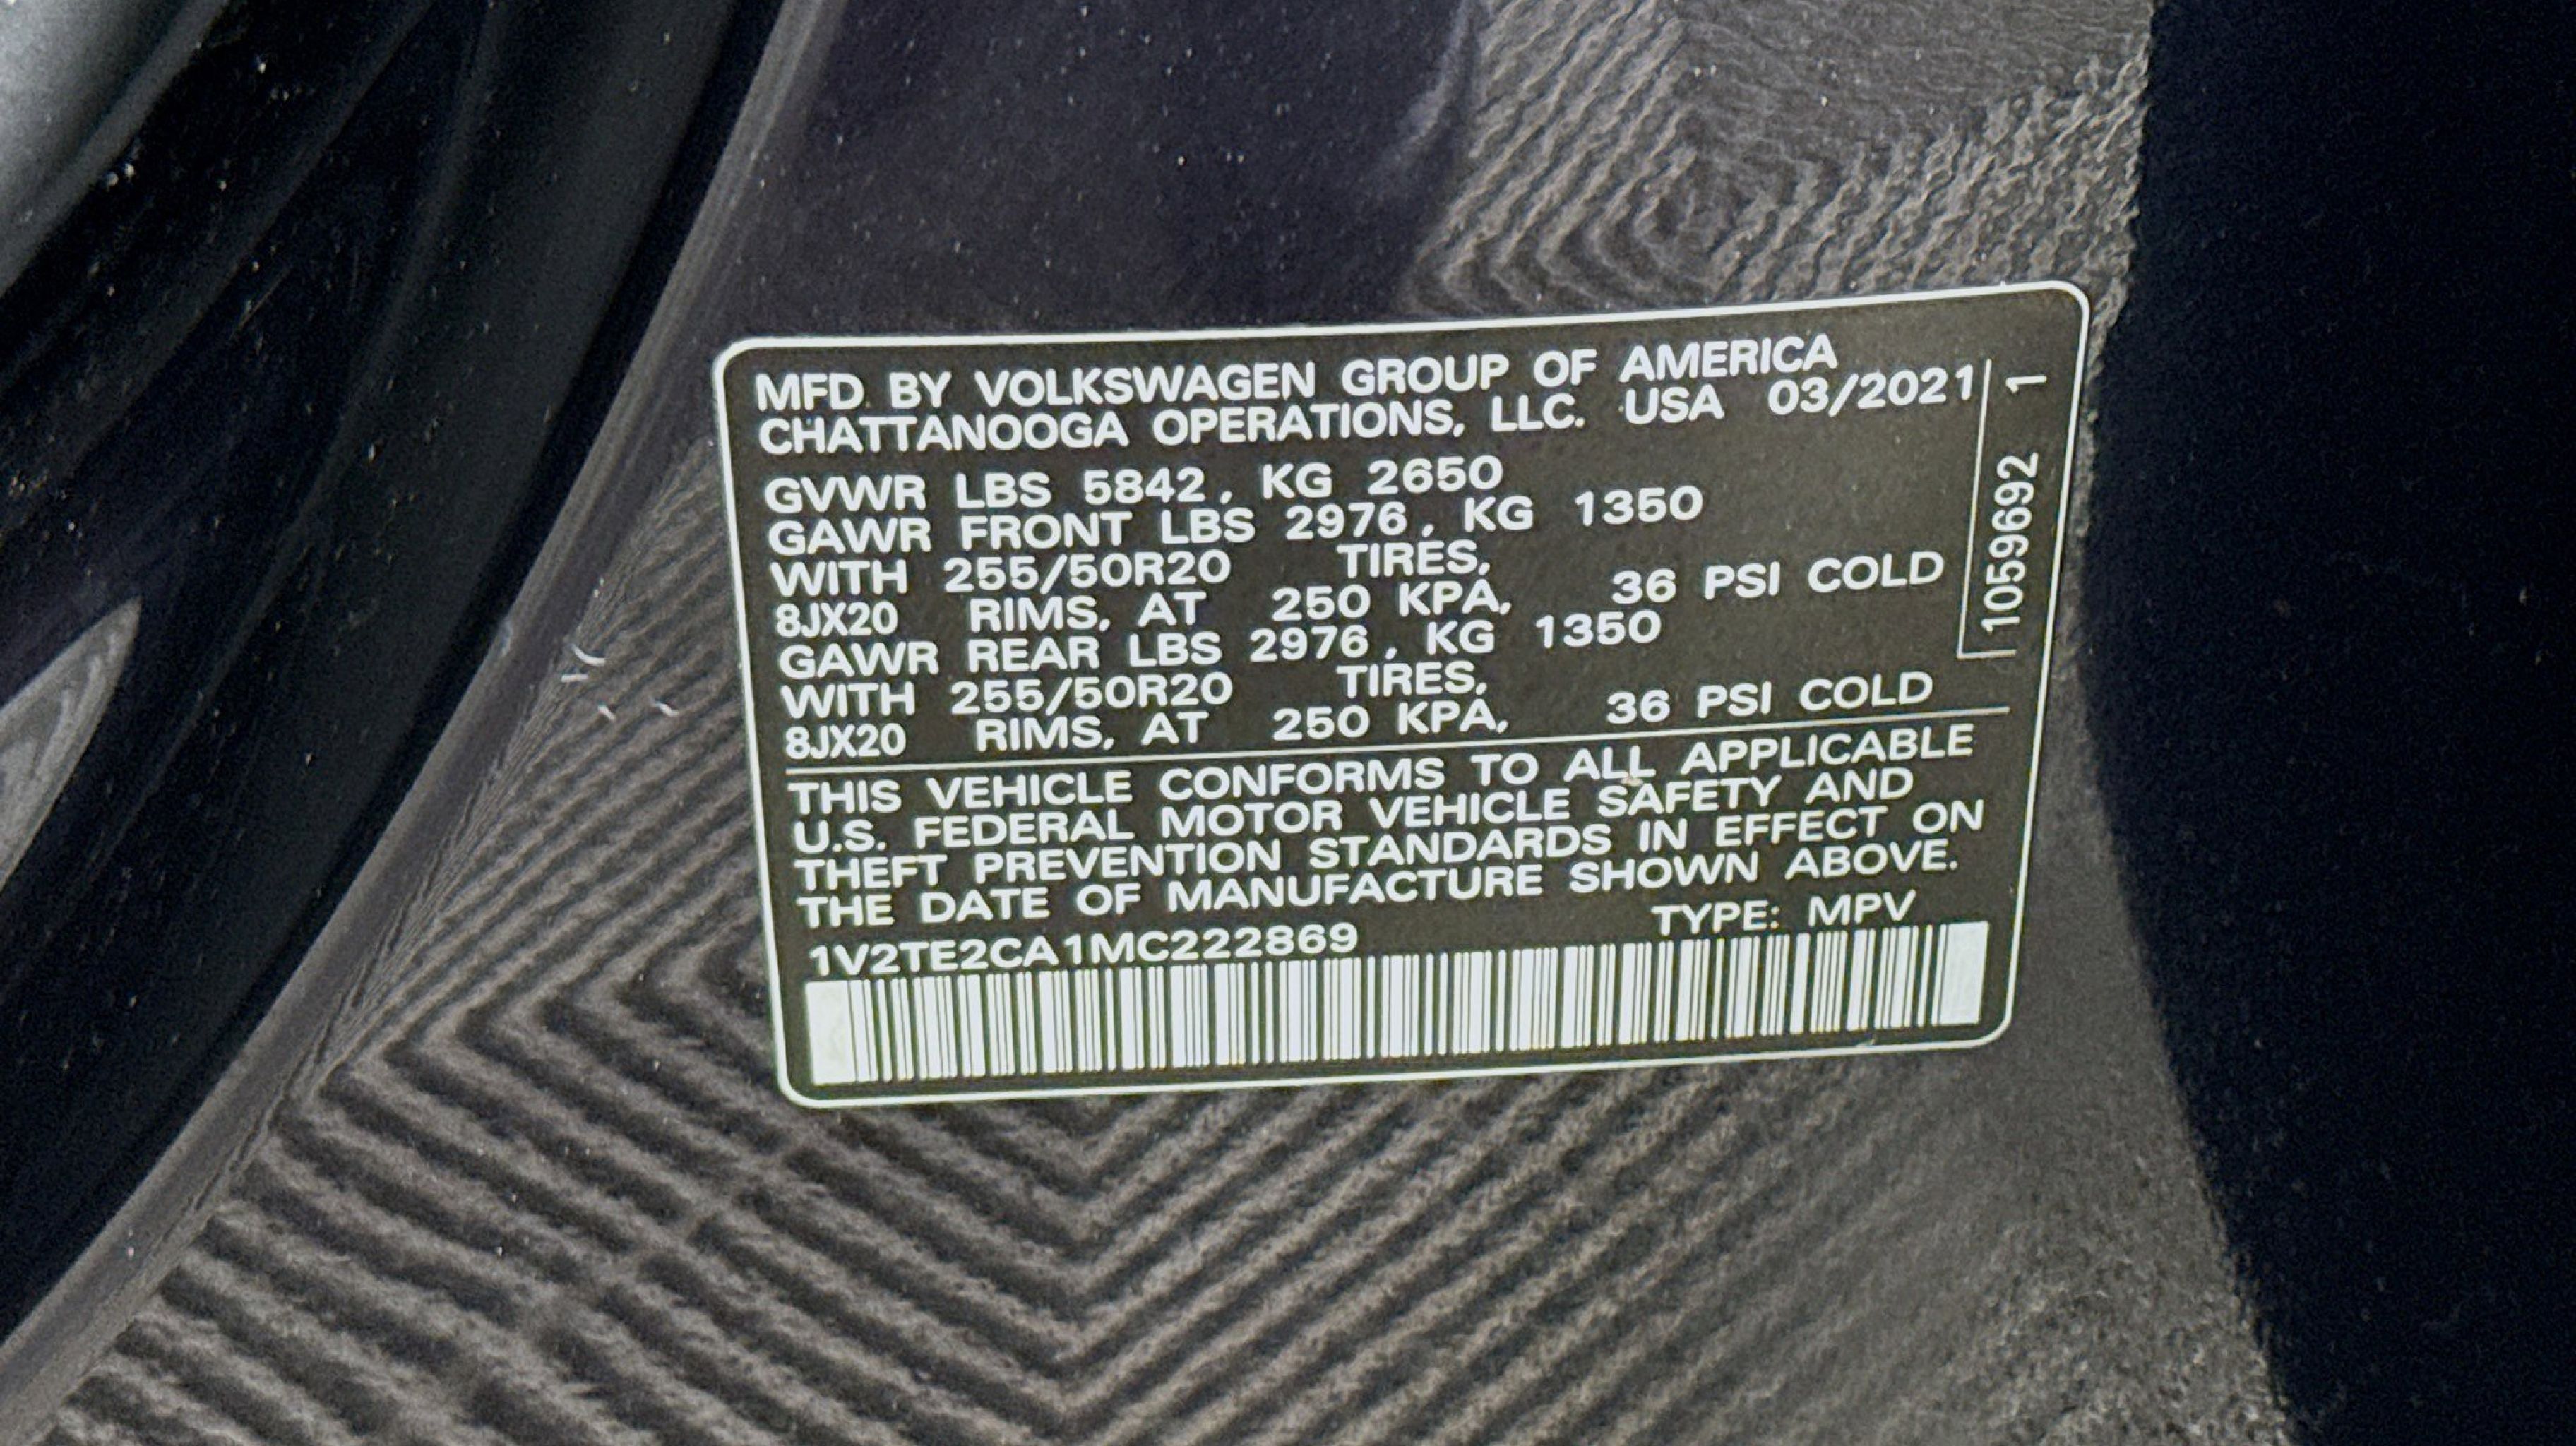 MFD. BY VOLKSWAGEN GROUP OF AMERICA
CHATTANOOGA OPERATIONS, LLC. USA 03/2021
GVWR LBS 5842, KG 2650
GAWR FRONT LBS 2976, KG 1350
WITH 255/50R20 TIRES,
8JX20 RIMS, AT 250 KPA, 36 PSI COLD
GAWR REAR LBS 2976, KG 1350
WITH 255/50R20 TIRES,
8JX20 RIMS, AT 250 KPA, 36 PSI COLD
1059692 1
THIS VEHICLE CONFORMS TO ALL APPLICABLE
U.S. FEDERAL MOTOR VEHICLE SAFETY AND
THEFT PREVENTION STANDARDS IN EFFECT ON
THE DATE OF MANUFACTURE SHOWN ABOVE.
1V2TE2CA1MC222869 TYPE: MPV